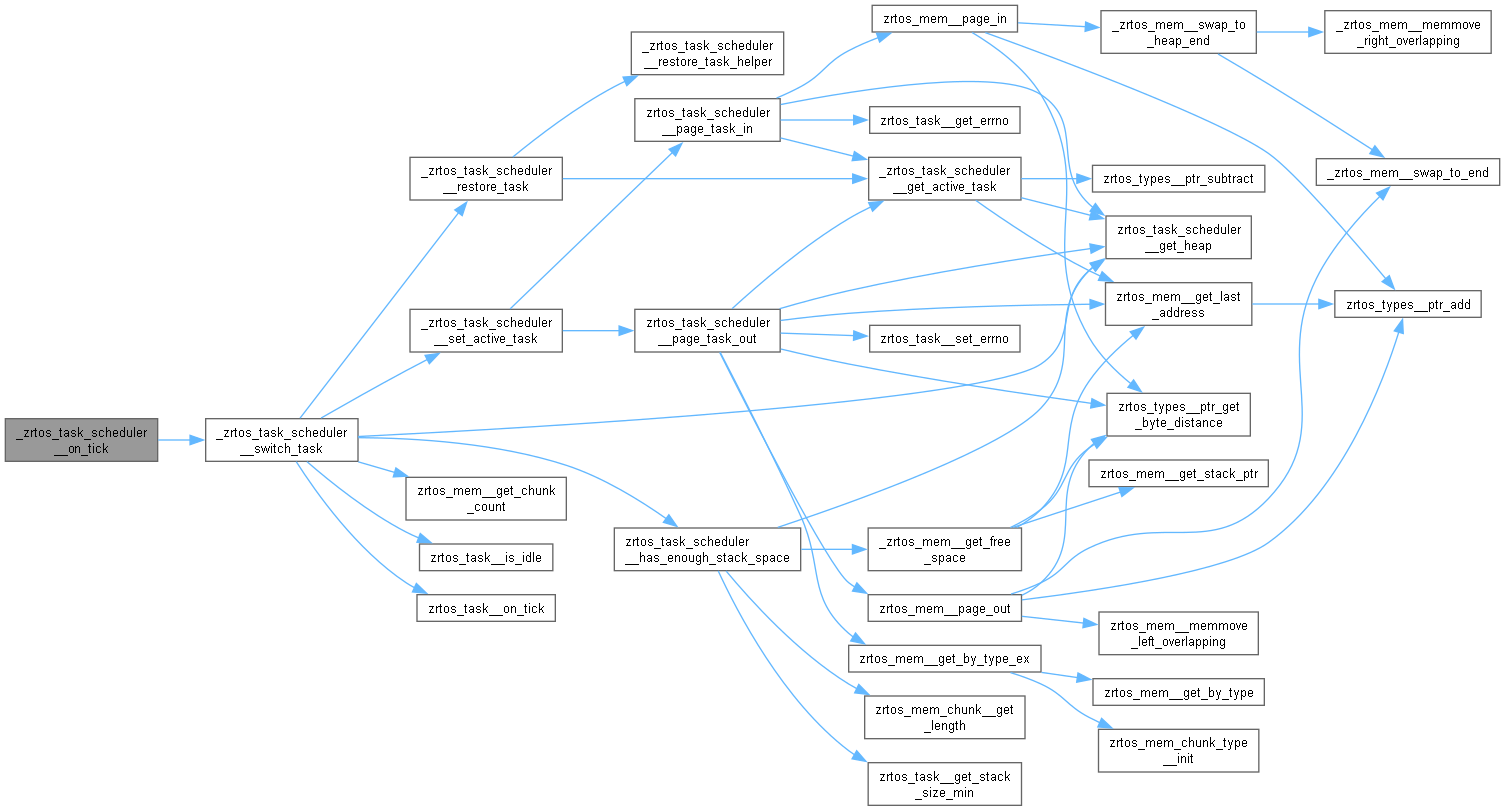 _zrtos_task_scheduler
__on_tick
_zrtos_task_scheduler
__switch_task
_zrtos_task_scheduler
__restore_task
_zrtos_task_scheduler
__set_active_task
zrtos_mem__get_chunk
_count
zrtos_task__is_idle
zrtos_task__on_tick
_zrtos_task_scheduler
__restore_task_helper
zrtos_task_scheduler
__page_task_in
zrtos_task_scheduler
__page_task_out
zrtos_task_scheduler
__has_enough_stack_space
zrtos_mem__page_in
zrtos_task__get_errno
_zrtos_task_scheduler
__get_active_task
zrtos_task__set_errno
_zrtos_mem__get_free
_space
zrtos_mem__page_out
zrtos_mem__get_by_type_ex
zrtos_mem_chunk__get
_length
zrtos_task__get_stack
_size_min
_zrtos_mem__swap_to
_heap_end
zrtos_types__ptr_subtract
zrtos_task_scheduler
__get_heap
zrtos_mem__get_last
_address
zrtos_types__ptr_get
_byte_distance
zrtos_mem__get_stack_ptr
zrtos_mem__memmove
_left_overlapping
zrtos_mem__get_by_type
zrtos_mem_chunk_type
__init
_zrtos_mem__memmove
_right_overlapping
_zrtos_mem__swap_to_end
zrtos_types__ptr_add